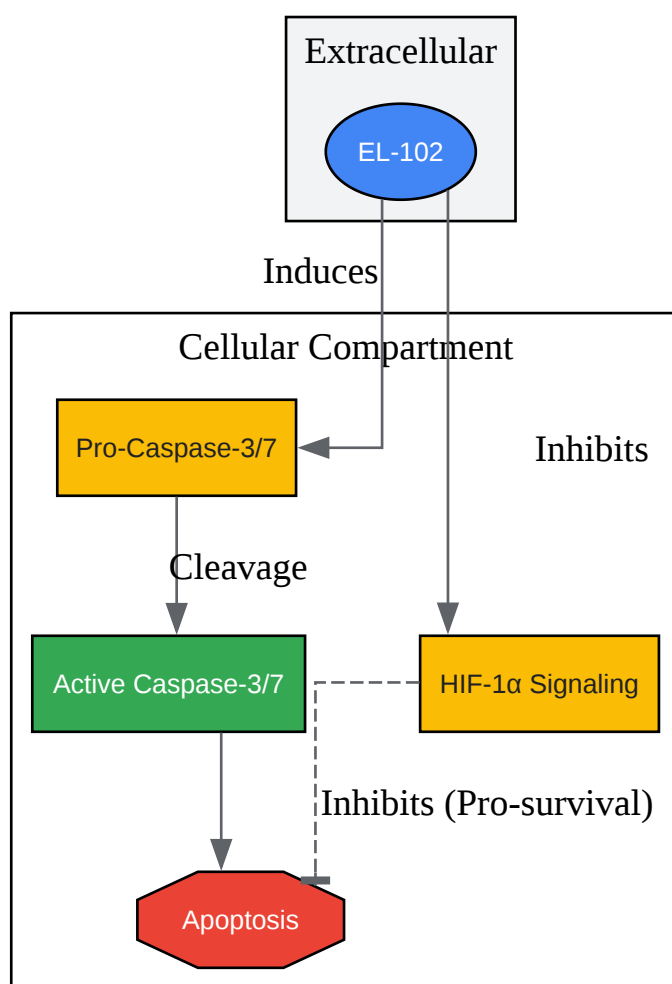 Extracellular
EL-102
Induces
Cellular Compartment
Pro-Caspase-3/7
Inhibits
Cleavage
Active Caspase-3/7
HIF-1α Signaling
Inhibits (Pro-survival)
Apoptosis